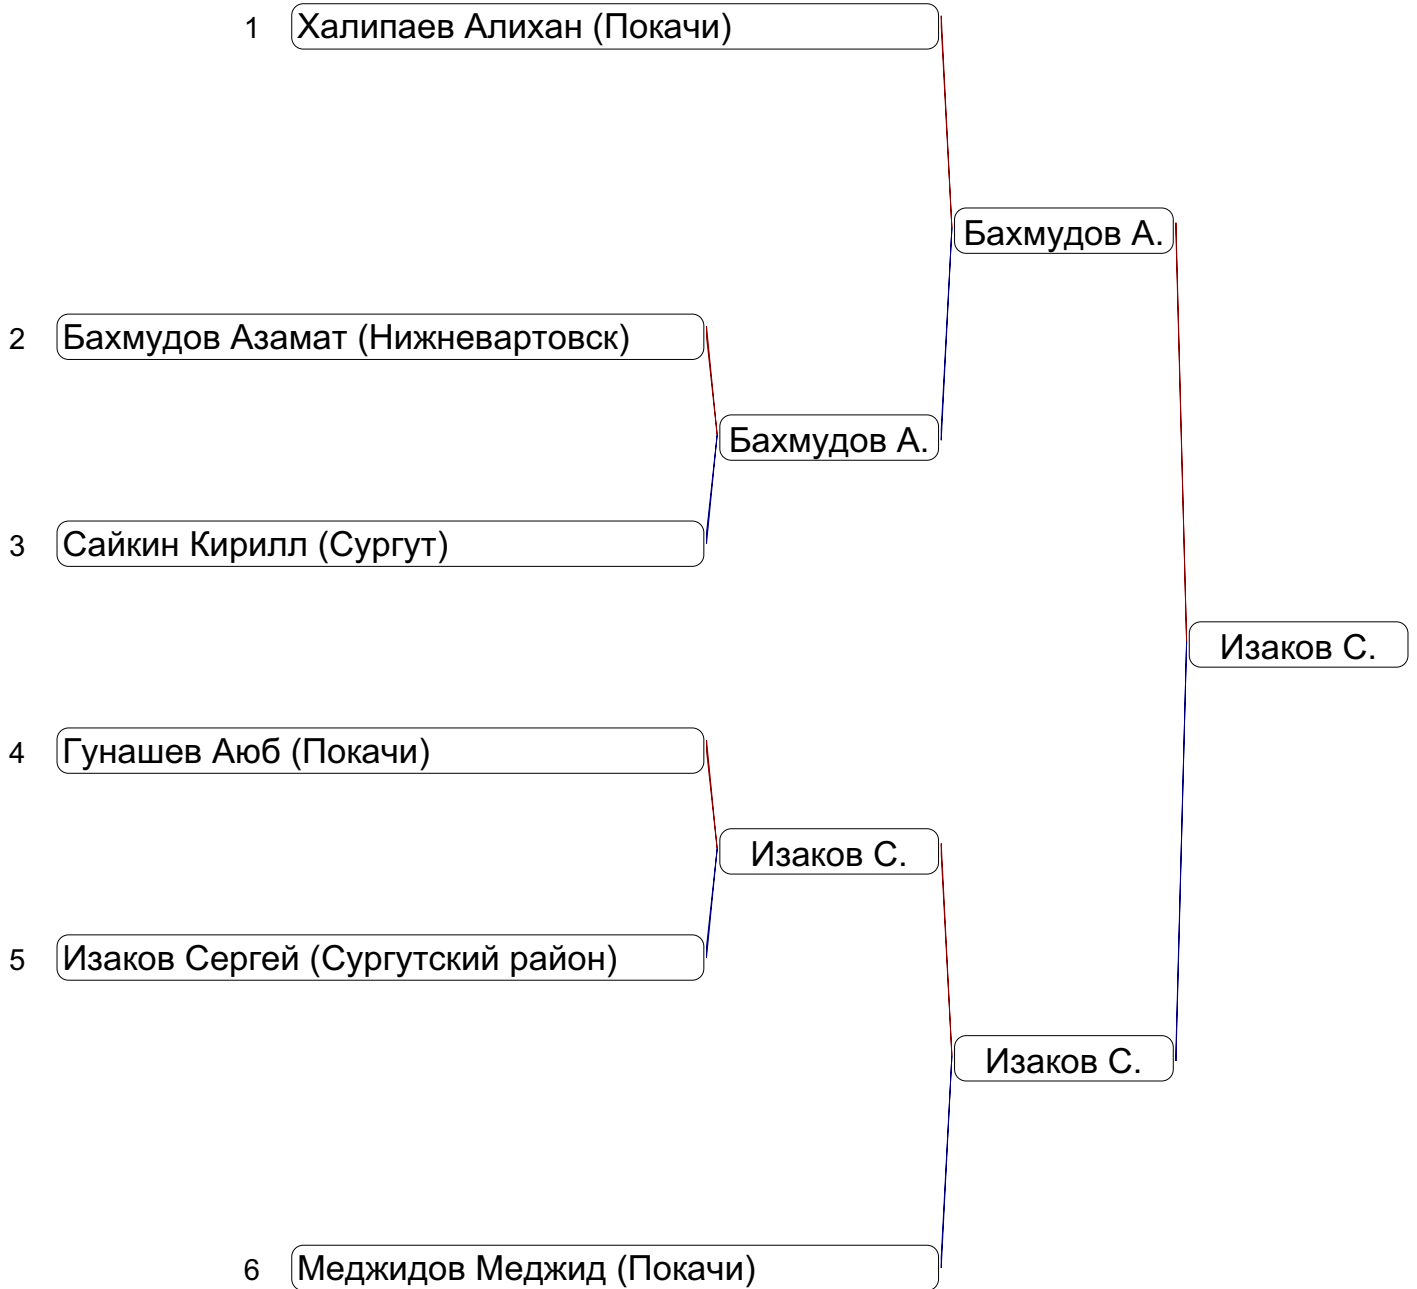 1 Халипаев Алихан (Покачи)
Бахмудов А.
2 Бахмудов Азамат (Нижневартовск)
Бахмудов А.
3 Сайкин Кирилл (Сургут)
Изаков С.
4 Гунашев Аюб (Покачи)
Изаков С.
5 Изаков Сергей (Сургутский район)
Изаков С.
6 Меджидов Меджид (Покачи)